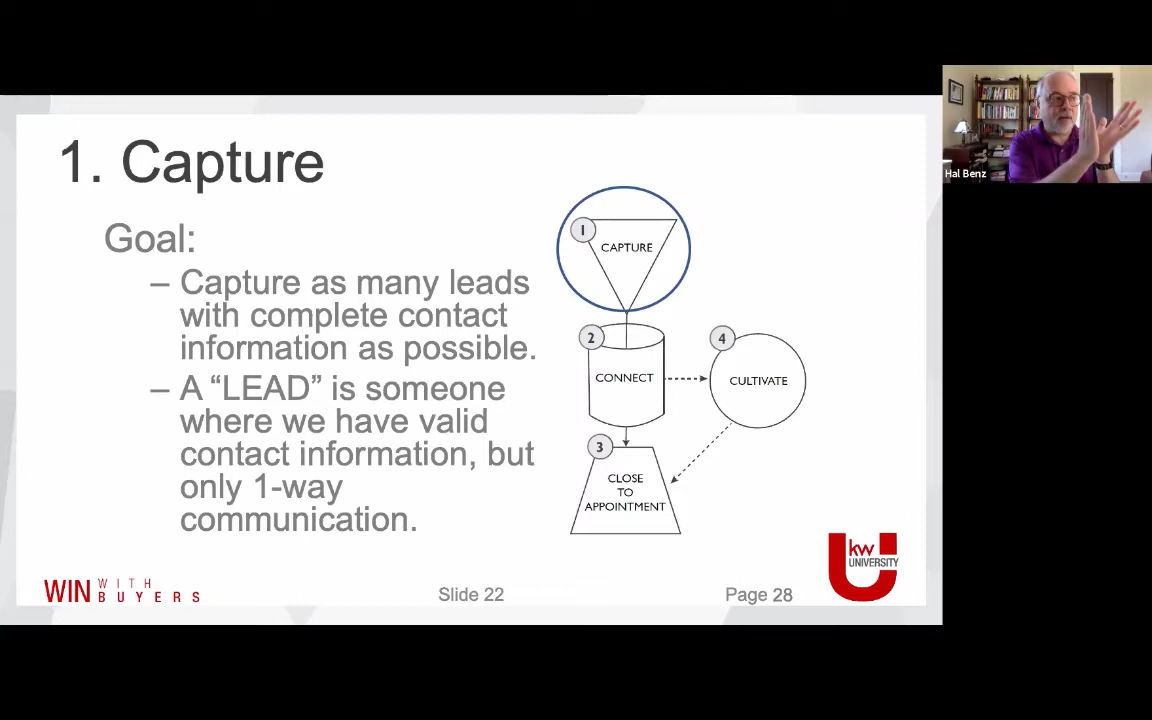 1. Capture
Goal:
– Capture as many leads
with complete contact
information as possible.
– A “LEAD” is someone
where we have valid
contact information, but
only 1-way
communication.
1
CAPTURE
2
CONNECT
4
CULTIVATE
3
CLOSE
TO
APPOINTMENT
WIN WITH
BUYERS
Slide 22
Page 28
kw
UNIVERSITY
Hal Benz